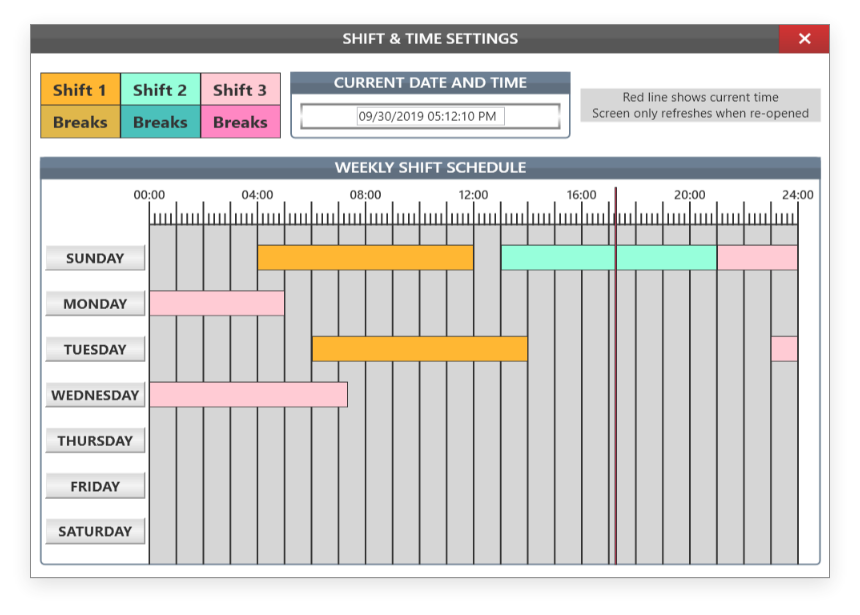 SHIFT & TIME SETTINGS
Shift 1 Shift 2 Shift 3
Breaks Breaks Breaks
CURRENT DATE AND TIME
09/30/2019 05:12:10 PM
Red line shows current time
Screen only refreshes when re-opened
WEEKLY SHIFT SCHEDULE
00:00 04:00 08:00 12:00 16:00 20:00 24:00
SUNDAY
MONDAY
TUESDAY
WEDNESDAY
THURSDAY
FRIDAY
SATURDAY